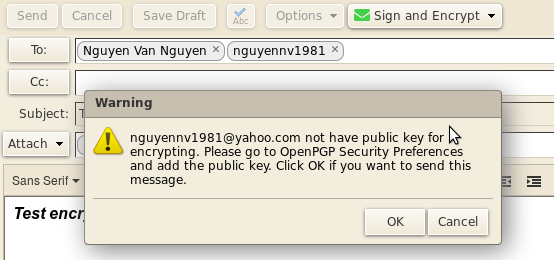 Send Cancel Save Draft Abc Options Sign and Encrypt
To: Nguyen Van Nguyen × nguyennv1981 ×
Cc:
Subject: T
Warning
Attach
nguyennv1981@yahoo.com not have public key for
encrypting. Please go to OpenPGP Security Preferences
and add the public key. Click OK if you want to send this
message.
Sans Serif
Test encry
OK Cancel